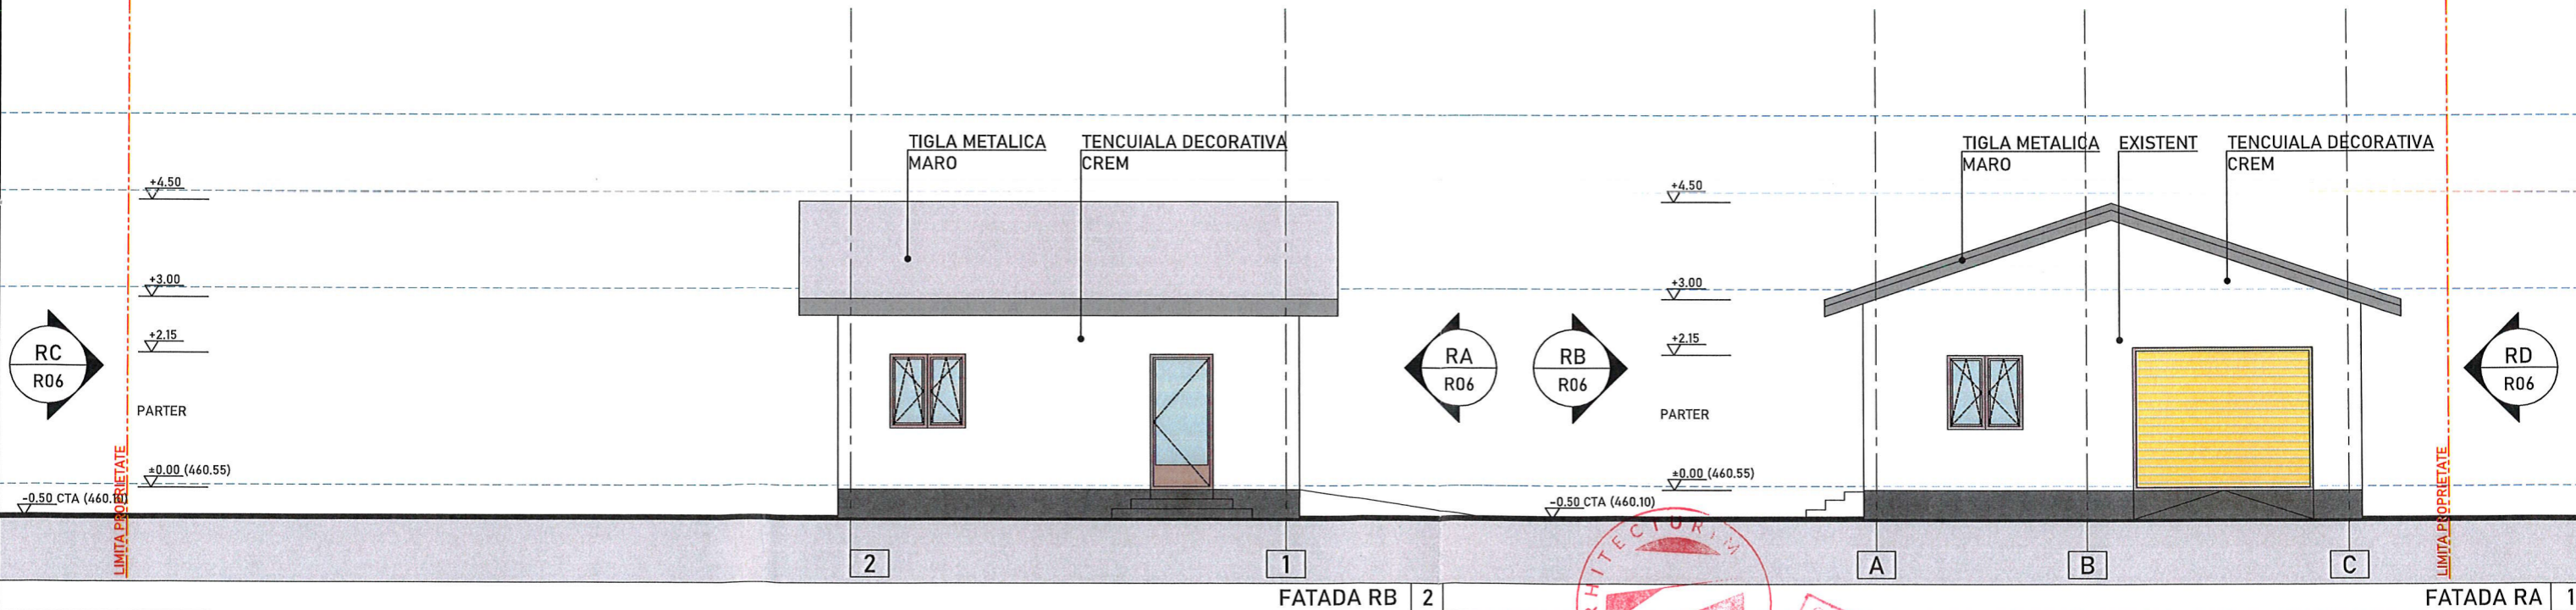 TIGLA METALICA
MARO
TENCUIALA DECORATIVA
CREM
+4.50
+3.00
+2.15
RC
R06
PARTER
±0.00 (460.55)
-0.50 CTA (460.10)
LIMITA PROPRIETATE
RA
R06
2
1
FATADA RB 2
TIGLA METALICA
MARO
EXISTENT
TENCUIALA DECORATIVA
CREM
+4.50
+3.00
+2.15
RB
R06
PARTER
±0.00 (460.55)
-0.50 CTA (460.10)
RD
R06
LIMITA PROPRIETATE
A
B
C
FATADA RA 1